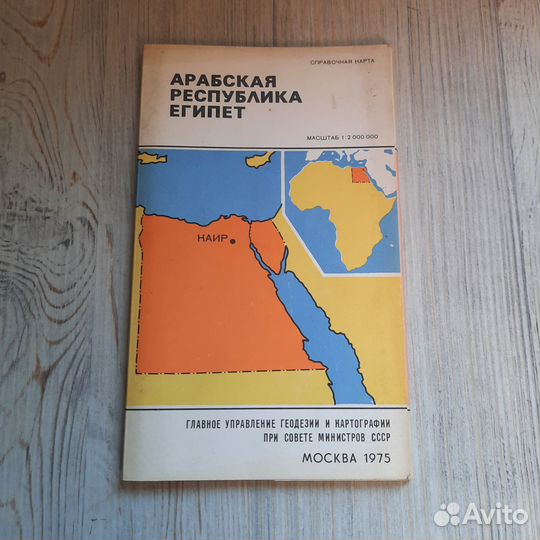 СПРАВОЧНАЯ КАРТА
АРАБСКАЯ
РЕСПУБЛИКА
ЕГИПЕТ
МАСШТАБ 1:2 000 000
КАИР
ГЛАВНОЕ УПРАВЛЕНИЕ ГЕОДЕЗИИ И КАРТОГРАФИИ
ПРИ СОВЕТЕ МИНИСТРОВ СССР
МОСКВА 1975
Avito